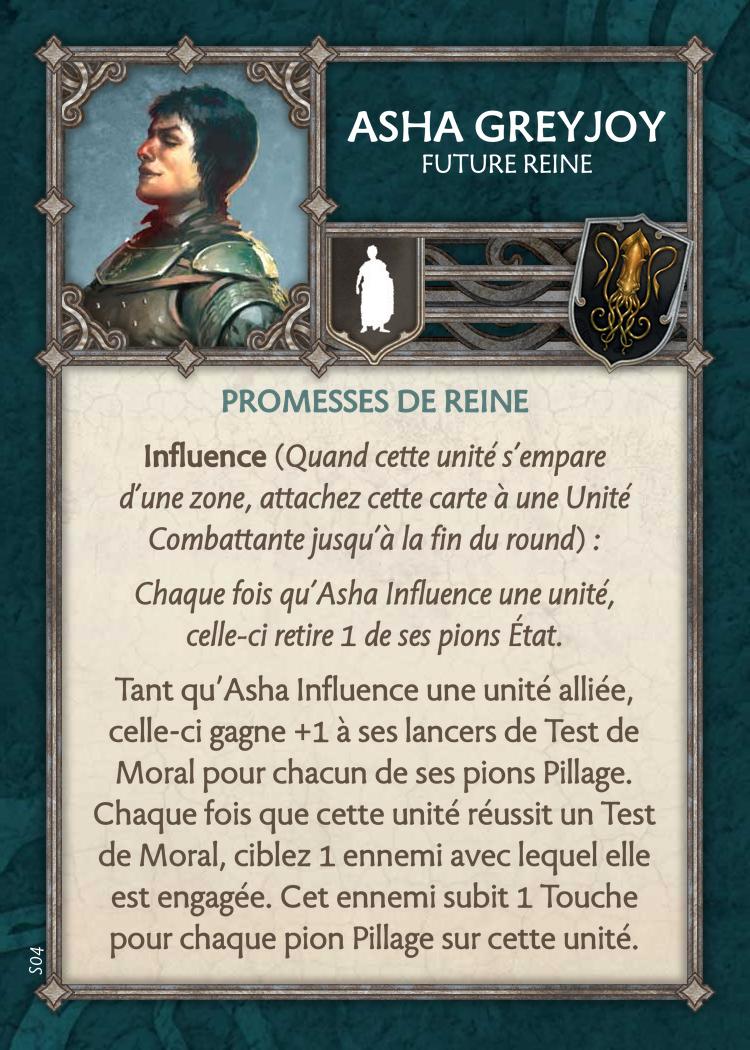 ASHA GREYJOY
FUTURE REINE
PROMESSES DE REINE
Influence (Quand cette unité s’empare
d’une zone, attachez cette carte à une Unité
Combattante jusqu’à la fin du round) :
Chaque fois qu’Asha Influence une unité,
celle-ci retire 1 de ses pions État.
Tant qu’Asha Influence une unité alliée,
celle-ci gagne +1 à ses lancers de Test de
Moral pour chacun de ses pions Pillage.
Chaque fois que cette unité réussit un Test
de Moral, ciblez 1 ennemi avec lequel elle
est engagée. Cet ennemi subit 1 Touche
pour chaque pion Pillage sur cette unité.
S04